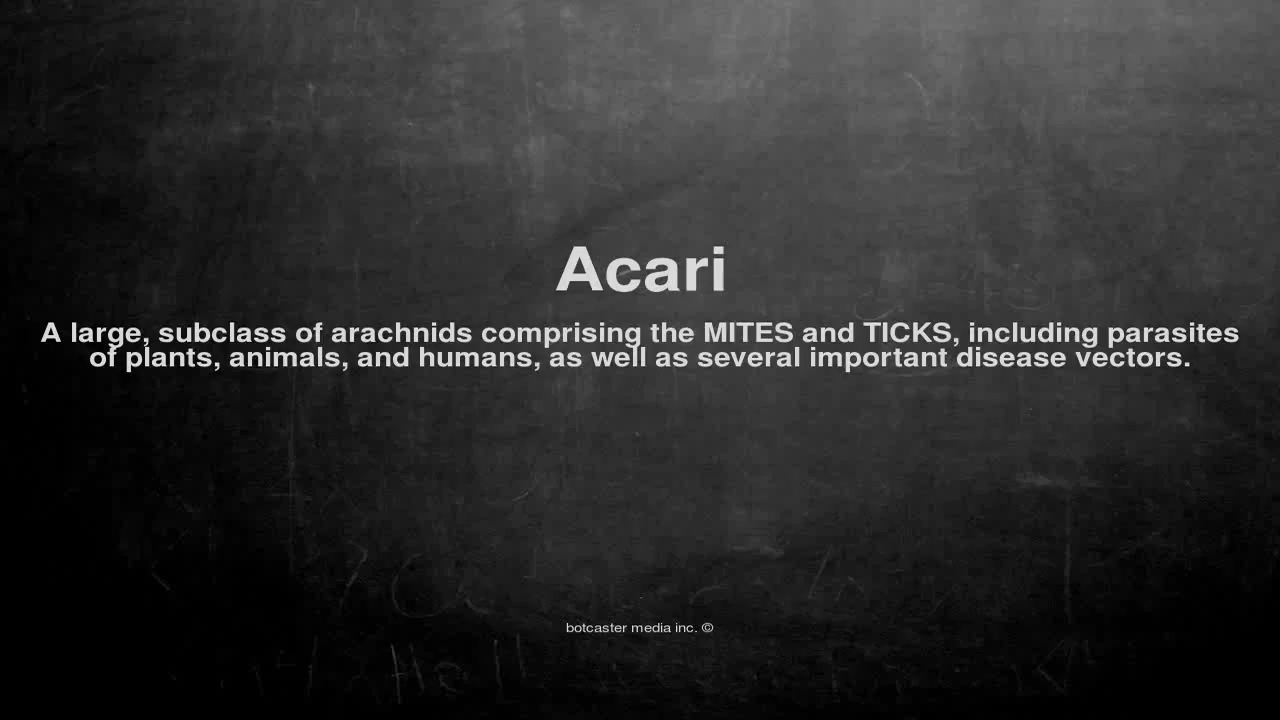 Acari
A large, subclass of arachnids comprising the MITES and TICKS, including parasites
of plants, animals, and humans, as well as several important disease vectors.
botcaster media inc. ©